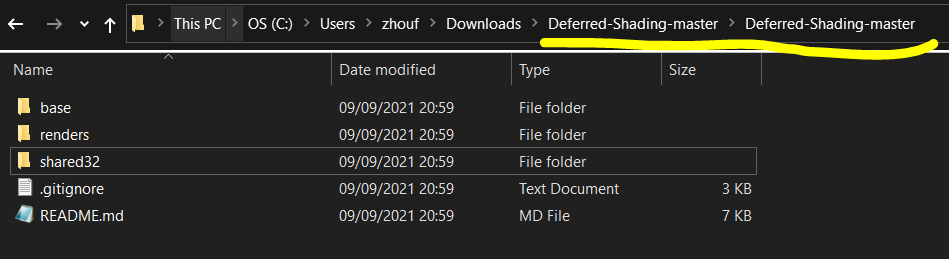 This PC > OS (C:) > Users > zhouf > Downloads > Deferred-Shading-master > Deferred-Shading-master
Name Date modified Type Size
base 09/09/2021 20:59 File folder
renders 09/09/2021 20:59 File folder
shared32 09/09/2021 20:59 File folder
.gitignore 09/09/2021 20:59 Text Document 3 KB
README.md 09/09/2021 20:59 MD File 7 KB